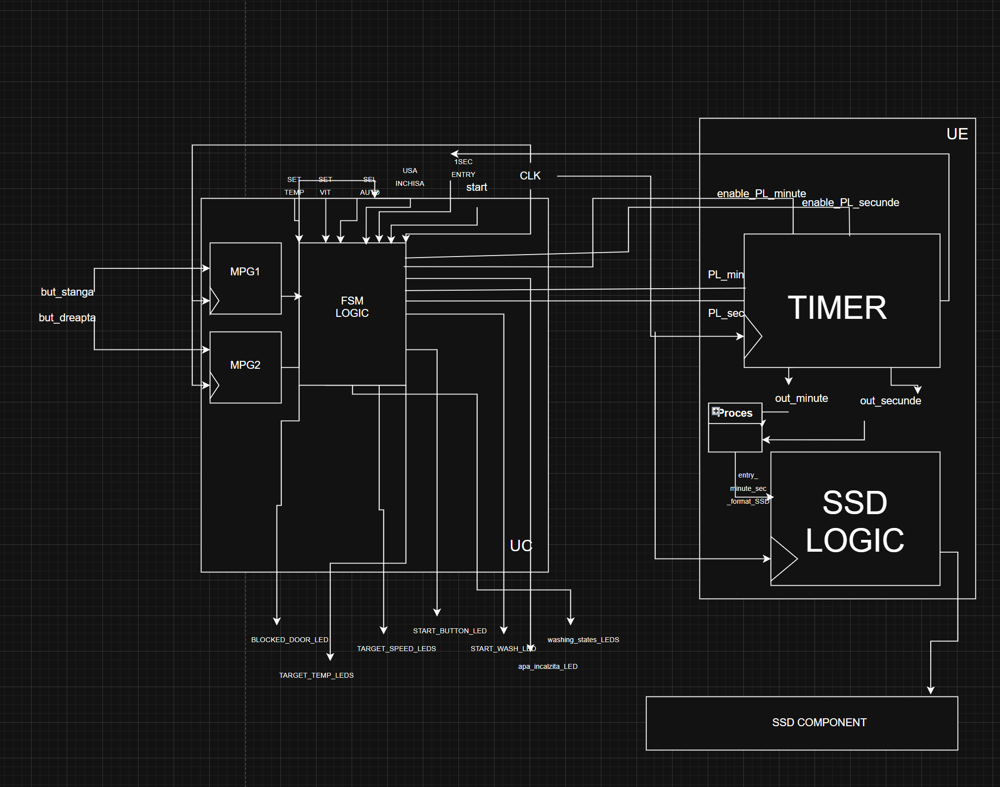 UE
1SEC
ENTRY
USA
INCHISA
CLK
SET
TEMP
SET
VIT
SEL
AUTO
start
enable_PL_minute
enable_PL_secunde
MPG1
PL_min
but_stanga
FSM
LOGIC
TIMER
but_dreapta
PL_sec
MPG2
out_minute
out_secunde
Proces
entry_
minute_sec
_format_SSD
SSD
LOGIC
UC
START_BUTTON_LED
BLOCKED_DOOR_LED
washing_states_LEDS
TARGET_SPEED_LEDS
START_WASH_LED
apa_incalzita_LED
TARGET_TEMP_LEDS
SSD COMPONENT